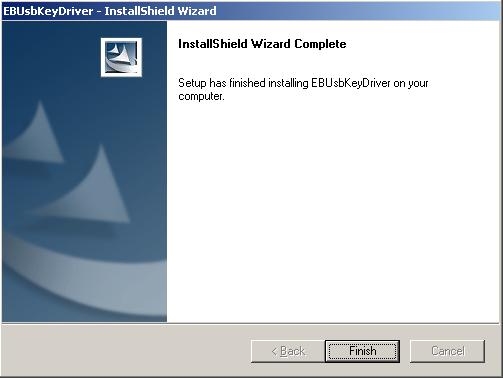 EBUsbKeyDriver - InstallShield Wizard
InstallShield Wizard Complete
Setup has finished installing EBUsbKeyDriver on your
computer.
< Back Finish Cancel